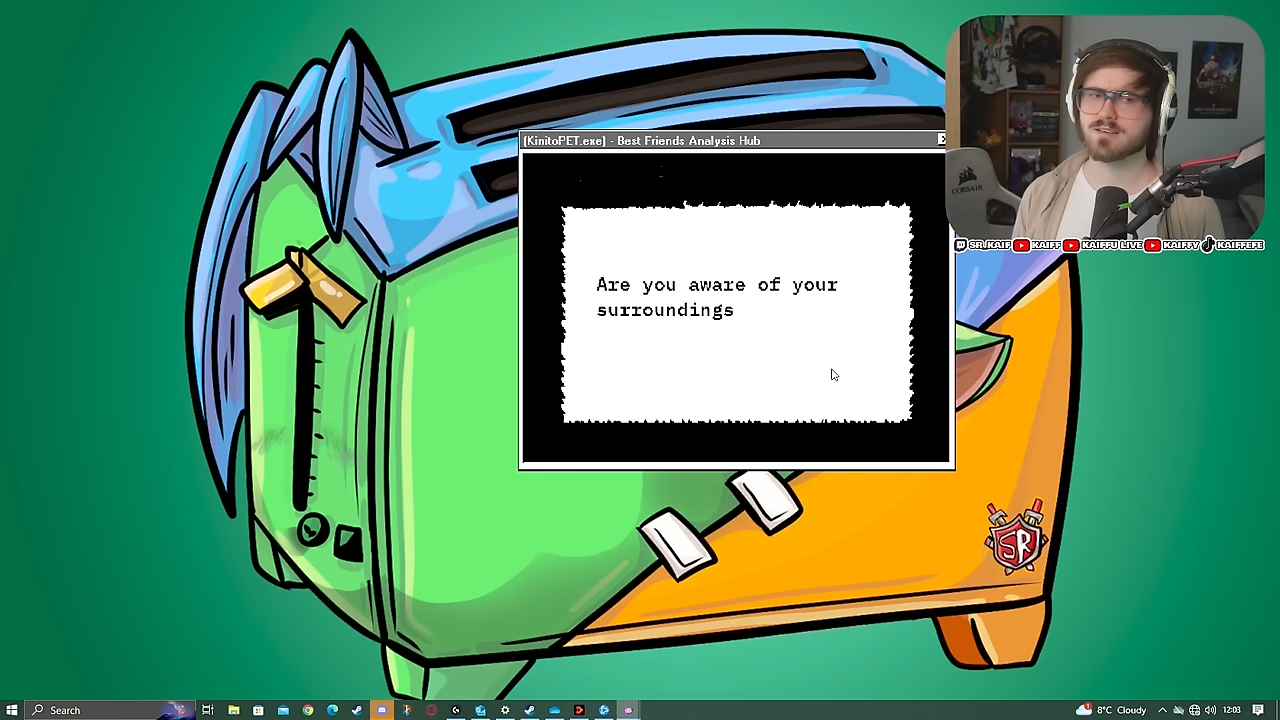 [KinitoPET.exe] - Best Friends Analysis Hub
CORSAIR
SR_KAIF KAIFF KAIFFU LIVE KAIFFY KAIFFEFE
Are you aware of your
surroundings
SR
Search
8°C Cloudy
12:03